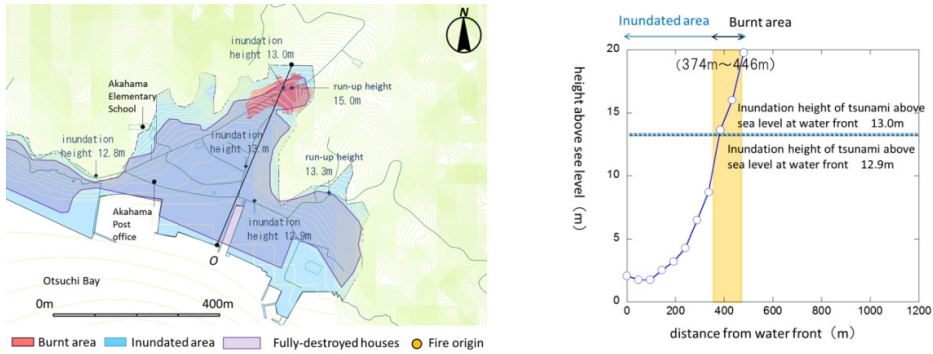 N
inundation
height 13.0m
run-up height
15.0m
Akahama
Elementary
School
inundation
height 12.8m
inundation
height 13 m
run-up height
13.3m
Akahama
Post
office
inundation
height 12.9m
O
Otsuchi Bay
0m
400m
Burnt area
Inundated area
Fully-destroyed houses
Fire origin
Inundated area
Burnt area
(374m～446m)
Inundation height of tsunami above
sea level at water front 13.0m
Inundation height of tsunami above
sea level at water front 12.9m
height above see level (m)
20
15
10
5
0
0
200
400
600
800
1000
1200
distance from water front (m)